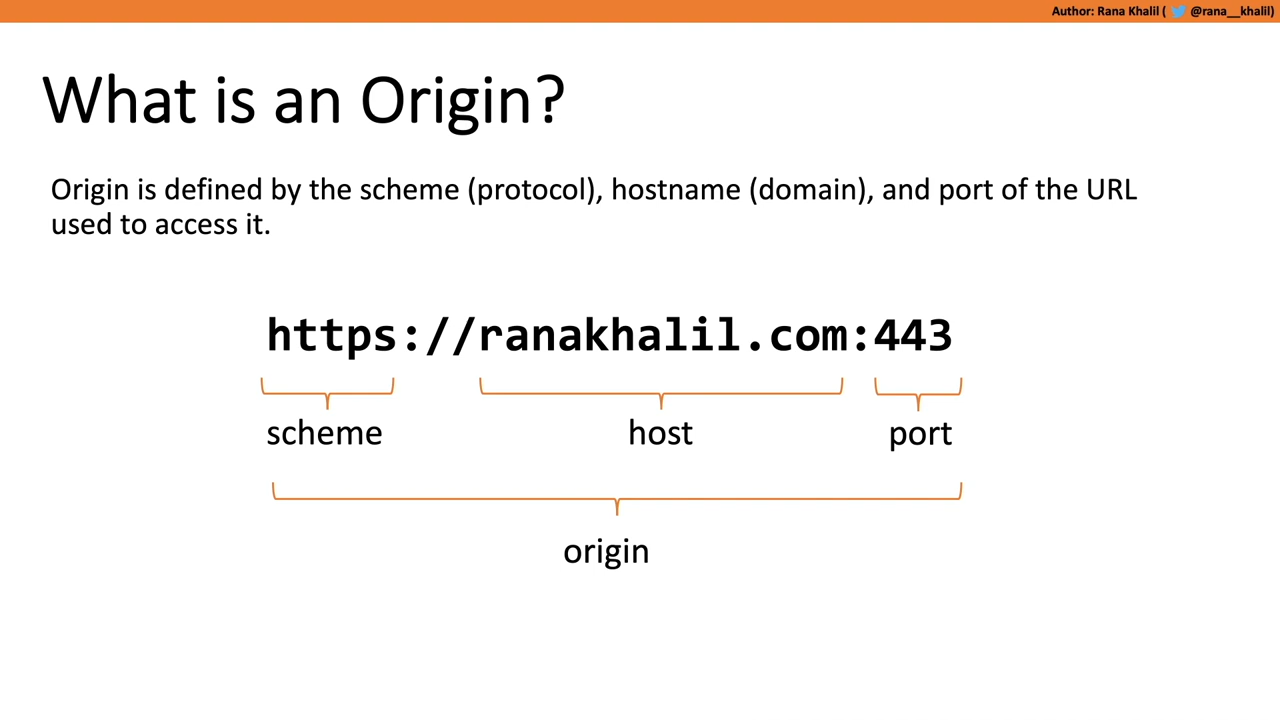 Author: Rana Khalil ( @rana__khalil)
What is an Origin?
Origin is defined by the scheme (protocol), hostname (domain), and port of the URL
used to access it.
https://ranakhalil.com:443
scheme host port
origin